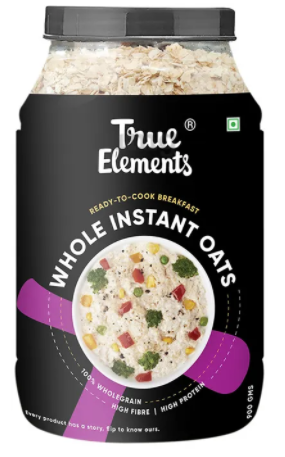 True®
Elements
READY-TO-COOK BREAKFAST
WHOLE INSTANT OATS
100% WHOLEGRAIN
HIGH FIBRE | HIGH PROTEIN
Every product has a story. flip to know ours.
900 GMS